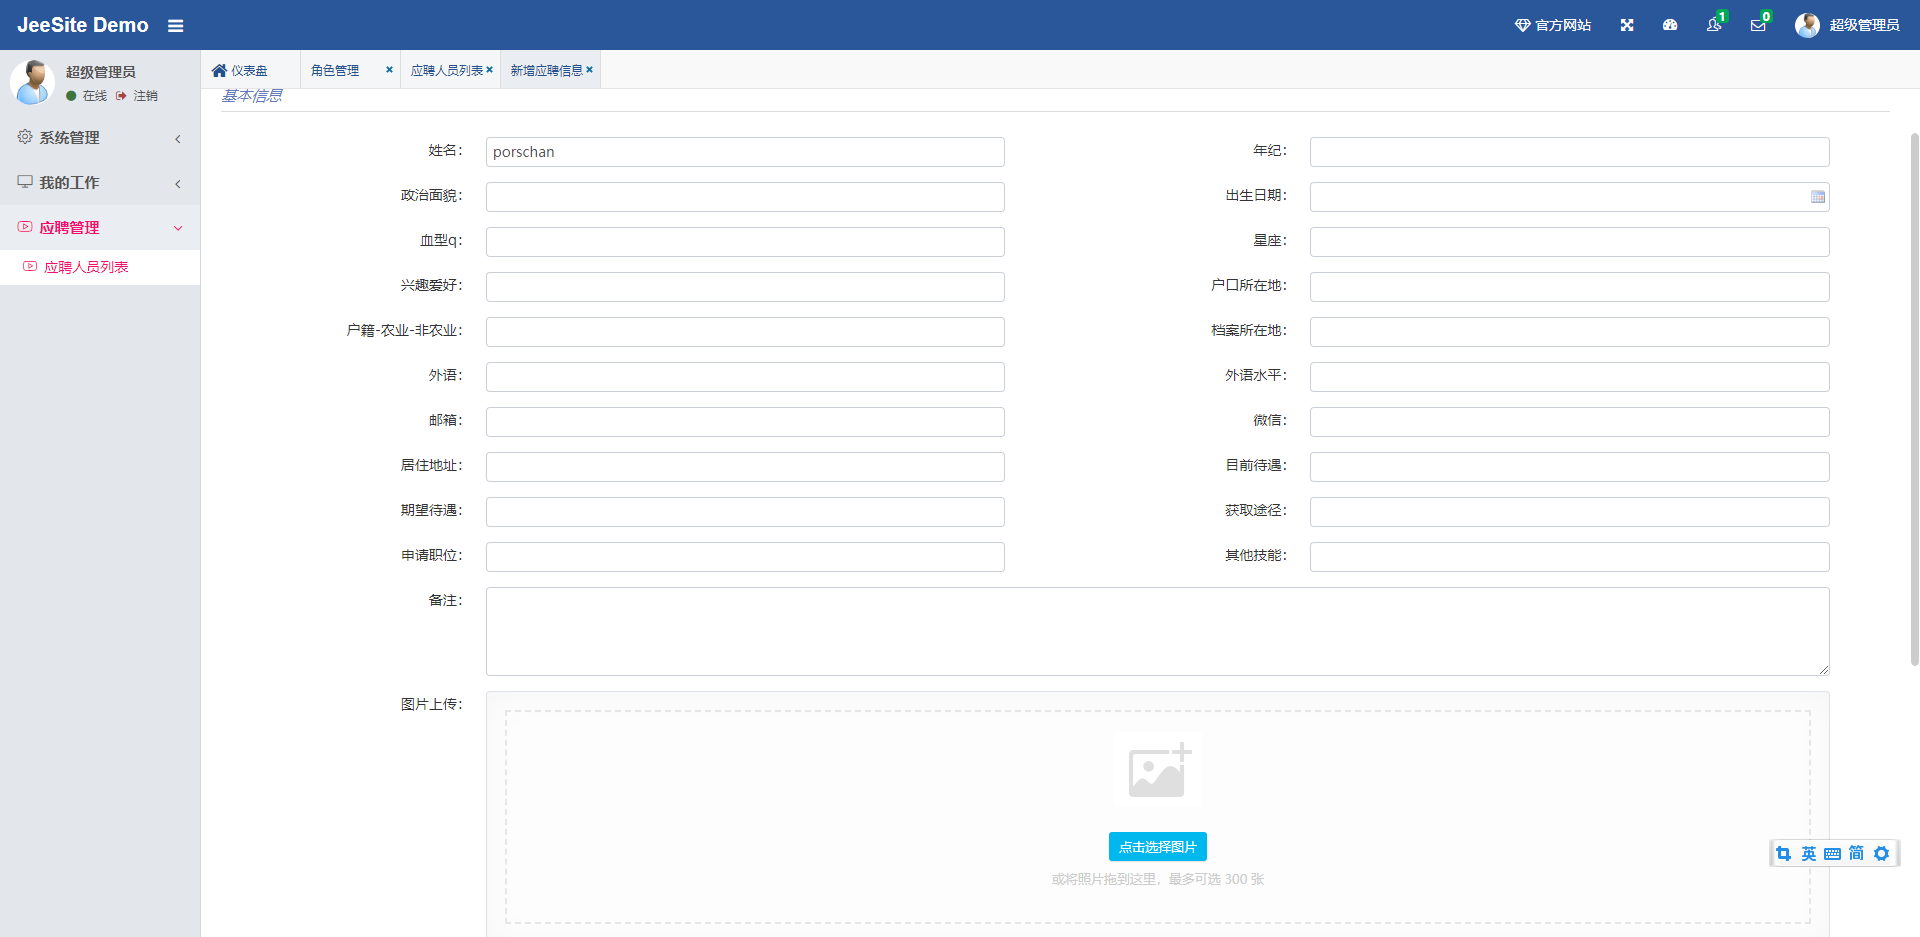 JeeSite Demo
官方网站
1
0
超级管理员
超级管理员
在线
注销
仪表盘
角色管理
应聘人员列表
新增应聘信息
系统管理
我的工作
应聘管理
应聘人员列表
基本信息
姓名：
porschan
年纪：
政治面貌：
出生日期：
血型q：
星座：
兴趣爱好：
户口所在地：
户籍-农业-非农业：
档案所在地：
外语：
外语水平：
邮箱：
微信：
居住地址：
目前待遇：
期望待遇：
获取途径：
申请职位：
其他技能：
备注：
图片上传：
点击选择图片
或将照片拖到这里，最多可选 300 张
英 简